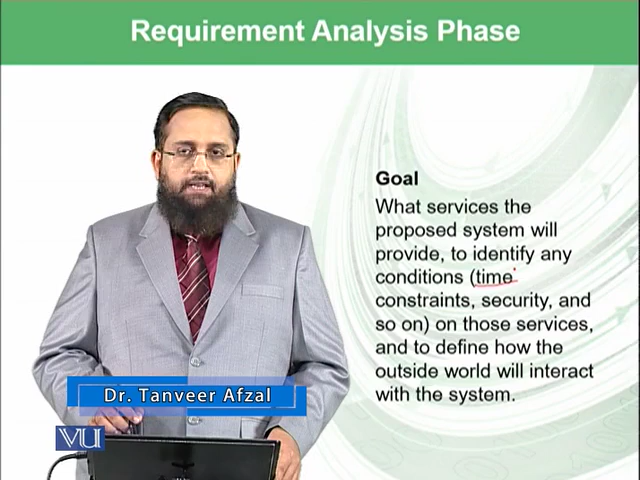 Requirement Analysis Phase
Goal
What services the
proposed system will
provide, to identify any
conditions (time
constraints, security, and
so on) on those services,
and to define how the
outside world will interact
with the system.
Dr. Tanveer Afzal
VU